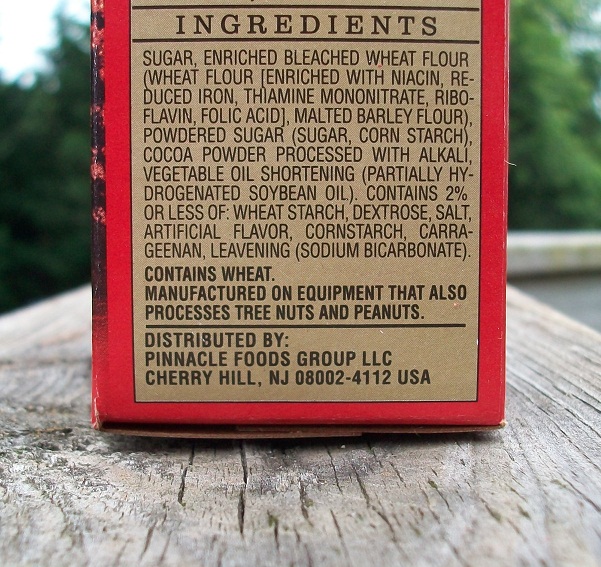 INGREDIENTS
SUGAR, ENRICHED BLEACHED WHEAT FLOUR
(WHEAT FLOUR [ENRICHED WITH NIACIN, RE-
DUCED IRON, THIAMINE MONONITRATE, RIBO-
FLAVIN, FOLIC ACID], MALTED BARLEY FLOUR),
POWDERED SUGAR (SUGAR, CORN STARCH),
COCOA POWDER PROCESSED WITH ALKALI,
VEGETABLE OIL SHORTENING (PARTIALLY HY-
DROGENATED SOYBEAN OIL). CONTAINS 2%
OR LESS OF: WHEAT STARCH, DEXTROSE, SALT,
ARTIFICIAL FLAVOR, CORNSTARCH, CARRA-
GEENAN, LEAVENING (SODIUM BICARBONATE).
CONTAINS WHEAT.
MANUFACTURED ON EQUIPMENT THAT ALSO
PROCESSES TREE NUTS AND PEANUTS.
DISTRIBUTED BY:
PINNACLE FOODS GROUP LLC
CHERRY HILL, NJ 08002-4112 USA